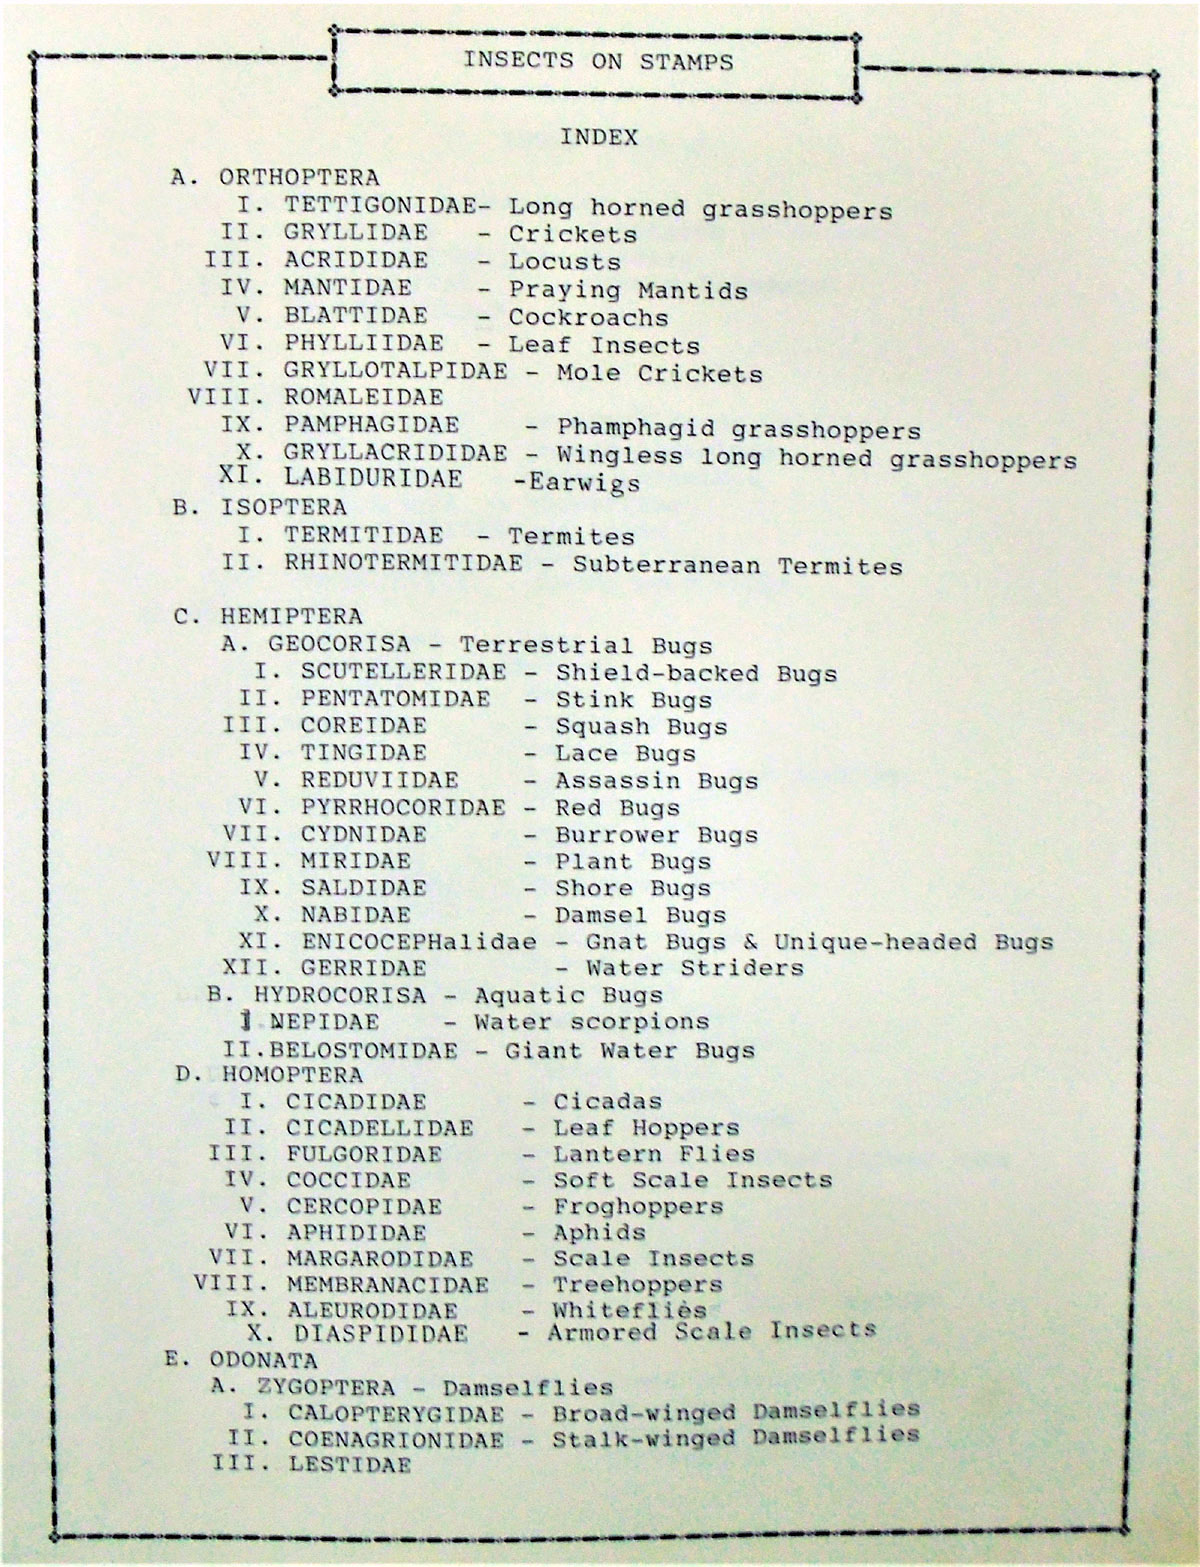 INSECTS ON STAMPS
INDEX
A. ORTHOPTERA
I. TETTIGONIDAE- Long horned grasshoppers
II. GRYLLIDAE - Crickets
III. ACRIDIDAE - Locusts
IV. MANTIDAE - Praying Mantids
V. BLATTIDAE - Cockroachs
VI. PHYLLIIDAE - Leaf Insects
VII. GRYLLOTALPIDAE - Mole Crickets
VIII. ROMALEIDAE
IX. PAMPHAGIDAE - Phamphagid grasshoppers
X. GRYLLACRIDIDAE - Wingless long horned grasshoppers
XI. LABIDURIDAE -Earwigs
B. ISOPTERA
I. TERMITIDAE - Termites
II. RHINOTERMITIDAE - Subterranean Termites
C. HEMIPTERA
A. GEOCORISA - Terrestrial Bugs
I. SCUTELLERIDAE - Shield-backed Bugs
II. PENTATOMIDAE - Stink Bugs
III. COREIDAE - Squash Bugs
IV. TINGIDAE - Lace Bugs
V. REDUVIIDAE - Assassin Bugs
VI. PYRRHOCORIDAE - Red Bugs
VII. CYDNIDAE - Burrower Bugs
VIII. MIRIDAE - Plant Bugs
IX. SALDIDAE - Shore Bugs
X. NABIDAE - Damsel Bugs
XI. ENICOCEPHalidae - Gnat Bugs & Unique-headed Bugs
XII. GERRIDAE - Water Striders
B. HYDROCORISA - Aquatic Bugs
I NEPIDAE - Water scorpions
II.BELOSTOMIDAE - Giant Water Bugs
D. HOMOPTERA
I. CICADIDAE - Cicadas
II. CICADELLIDAE - Leaf Hoppers
III. FULGORIDAE - Lantern Flies
IV. COCCIDAE - Soft Scale Insects
V. CERCOPIDAE - Froghoppers
VI. APHIDIDAE - Aphids
VII. MARGARODIDAE - Scale Insects
VIII. MEMBRANACIDAE - Treehoppers
IX. ALEURODIDAE - Whiteflies
X. DIASPIDIDAE - Armored Scale Insects
E. ODONATA
A. ZYGOPTERA - Damselflies
I. CALOPTERYGIDAE - Broad-winged Damselflies
II. COENAGRIONIDAE - Stalk-winged Damselflies
III. LESTIDAE